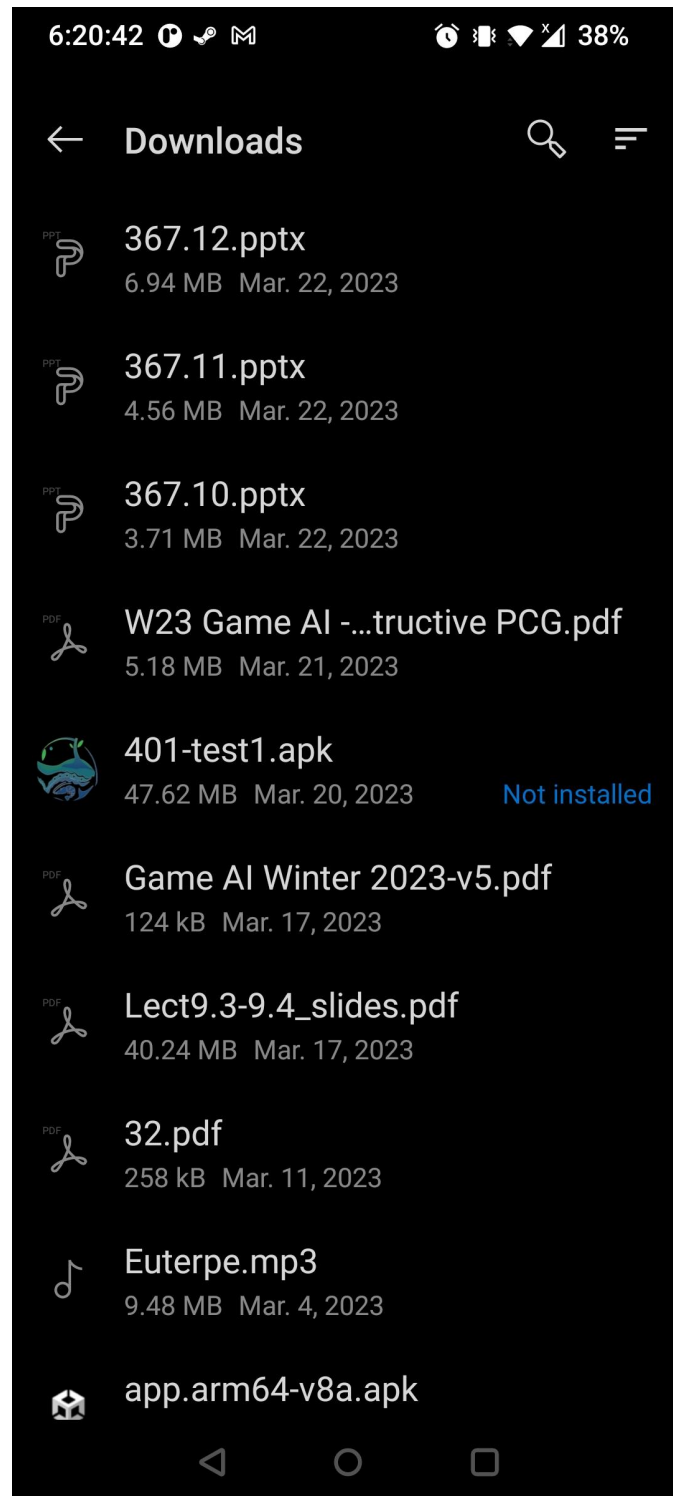 6:20:42 38%
Downloads
PPT
367.12.pptx
6.94 MB Mar. 22, 2023
PPT
367.11.pptx
4.56 MB Mar. 22, 2023
PPT
367.10.pptx
3.71 MB Mar. 22, 2023
PDF
W23 Game AI -...tructive PCG.pdf
5.18 MB Mar. 21, 2023
401-test1.apk
47.62 MB Mar. 20, 2023 Not installed
PDF
Game AI Winter 2023-v5.pdf
124 kB Mar. 17, 2023
PDF
Lect9.3-9.4_slides.pdf
40.24 MB Mar. 17, 2023
PDF
32.pdf
258 kB Mar. 11, 2023
Euterpe.mp3
9.48 MB Mar. 4, 2023
app.arm64-v8a.apk